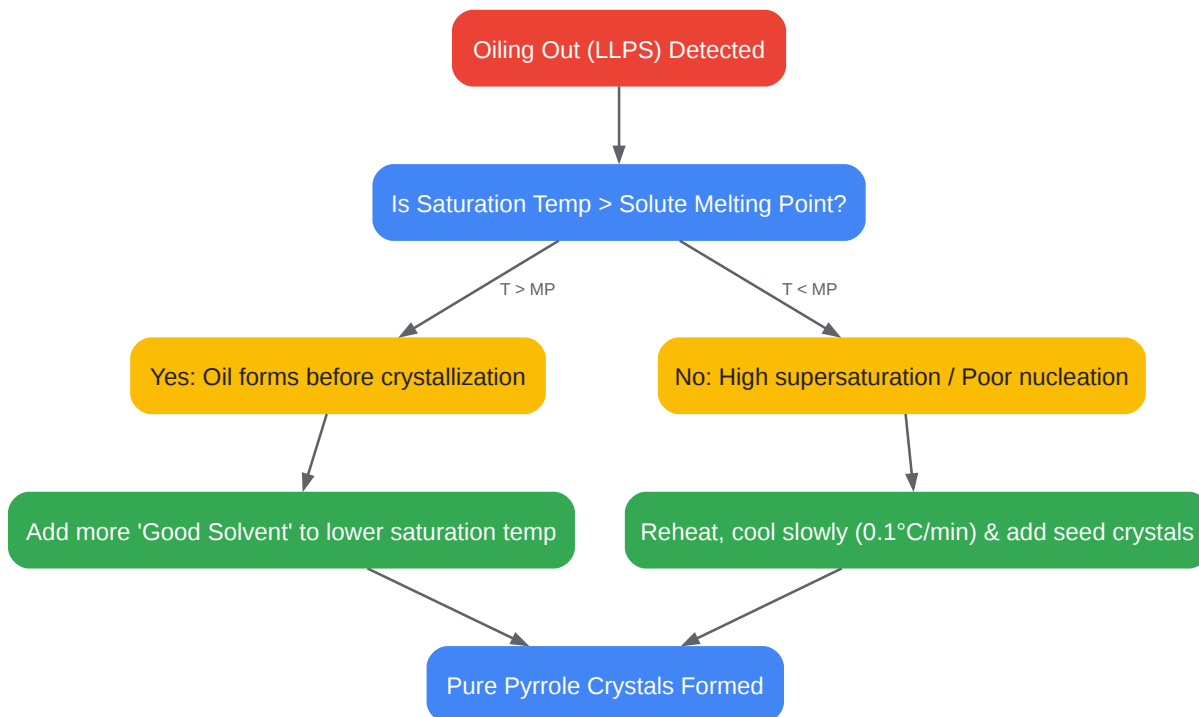 Oiling Out (LLPS) Detected
Is Saturation Temp > Solute Melting Point?
T > MP
T < MP
Yes: Oil forms before crystallization
No: High supersaturation / Poor nucleation
Add more 'Good Solvent' to lower saturation temp
Reheat, cool slowly (0.1°C/min) & add seed crystals
Pure Pyrrole Crystals Formed